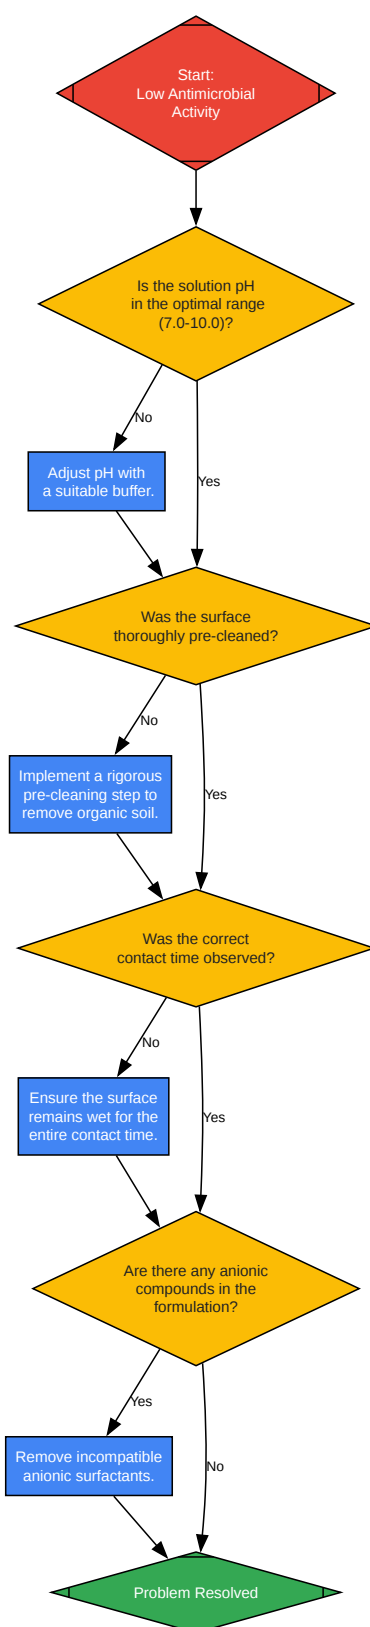 Start:
Low Antimicrobial
Activity
Is the solution pH
in the optimal range
(7.0-10.0)?
No
Yes
Adjust pH with
a suitable buffer.
Was the surface
thoroughly pre-cleaned?
No
Yes
Implement a rigorous
pre-cleaning step to
remove organic soil.
Was the correct
contact time observed?
No
Yes
Ensure the surface
remains wet for the
entire contact time.
Are there any anionic
compounds in the
formulation?
Yes
No
Remove incompatible
anionic surfactants.
Problem Resolved